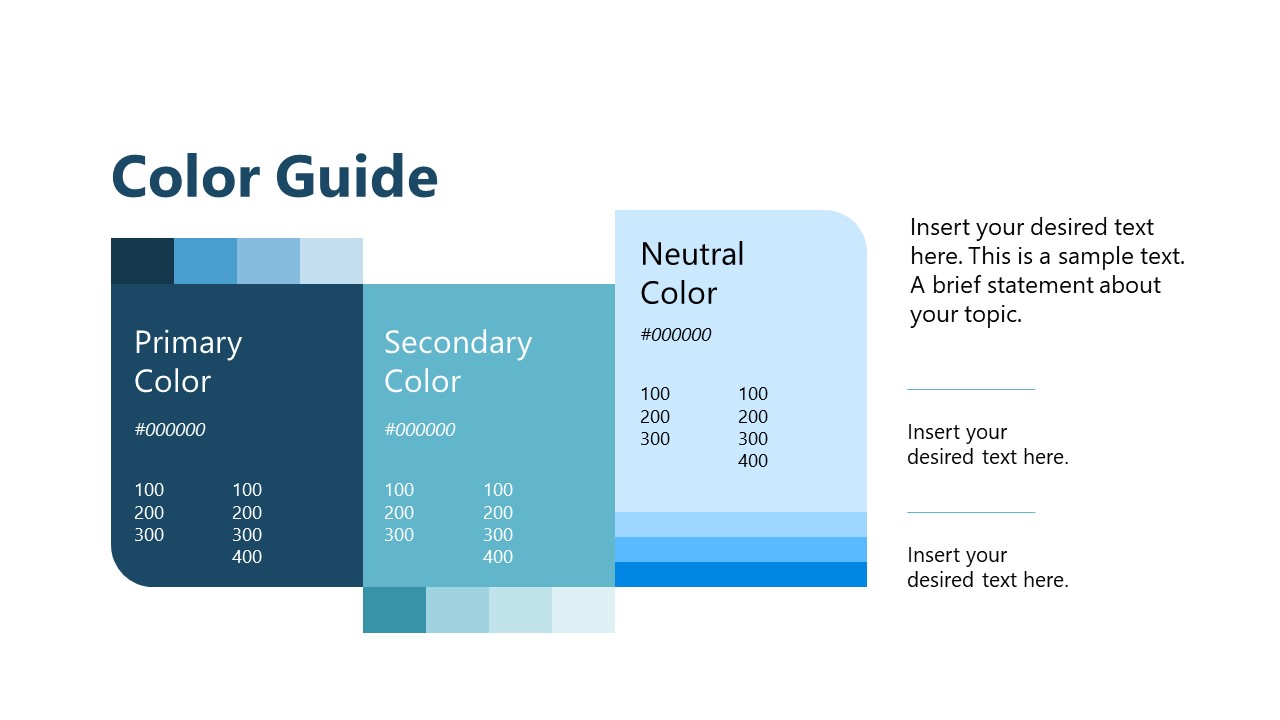 Color Guide
Primary
Color
#000000
100
200
300
100
200
300
400
Secondary
Color
#000000
100
200
300
100
200
300
400
Neutral
Color
#000000
100
200
300
100
200
300
400
Insert your desired text
here. This is a sample text.
A brief statement about
your topic.
Insert your
desired text here.
Insert your
desired text here.